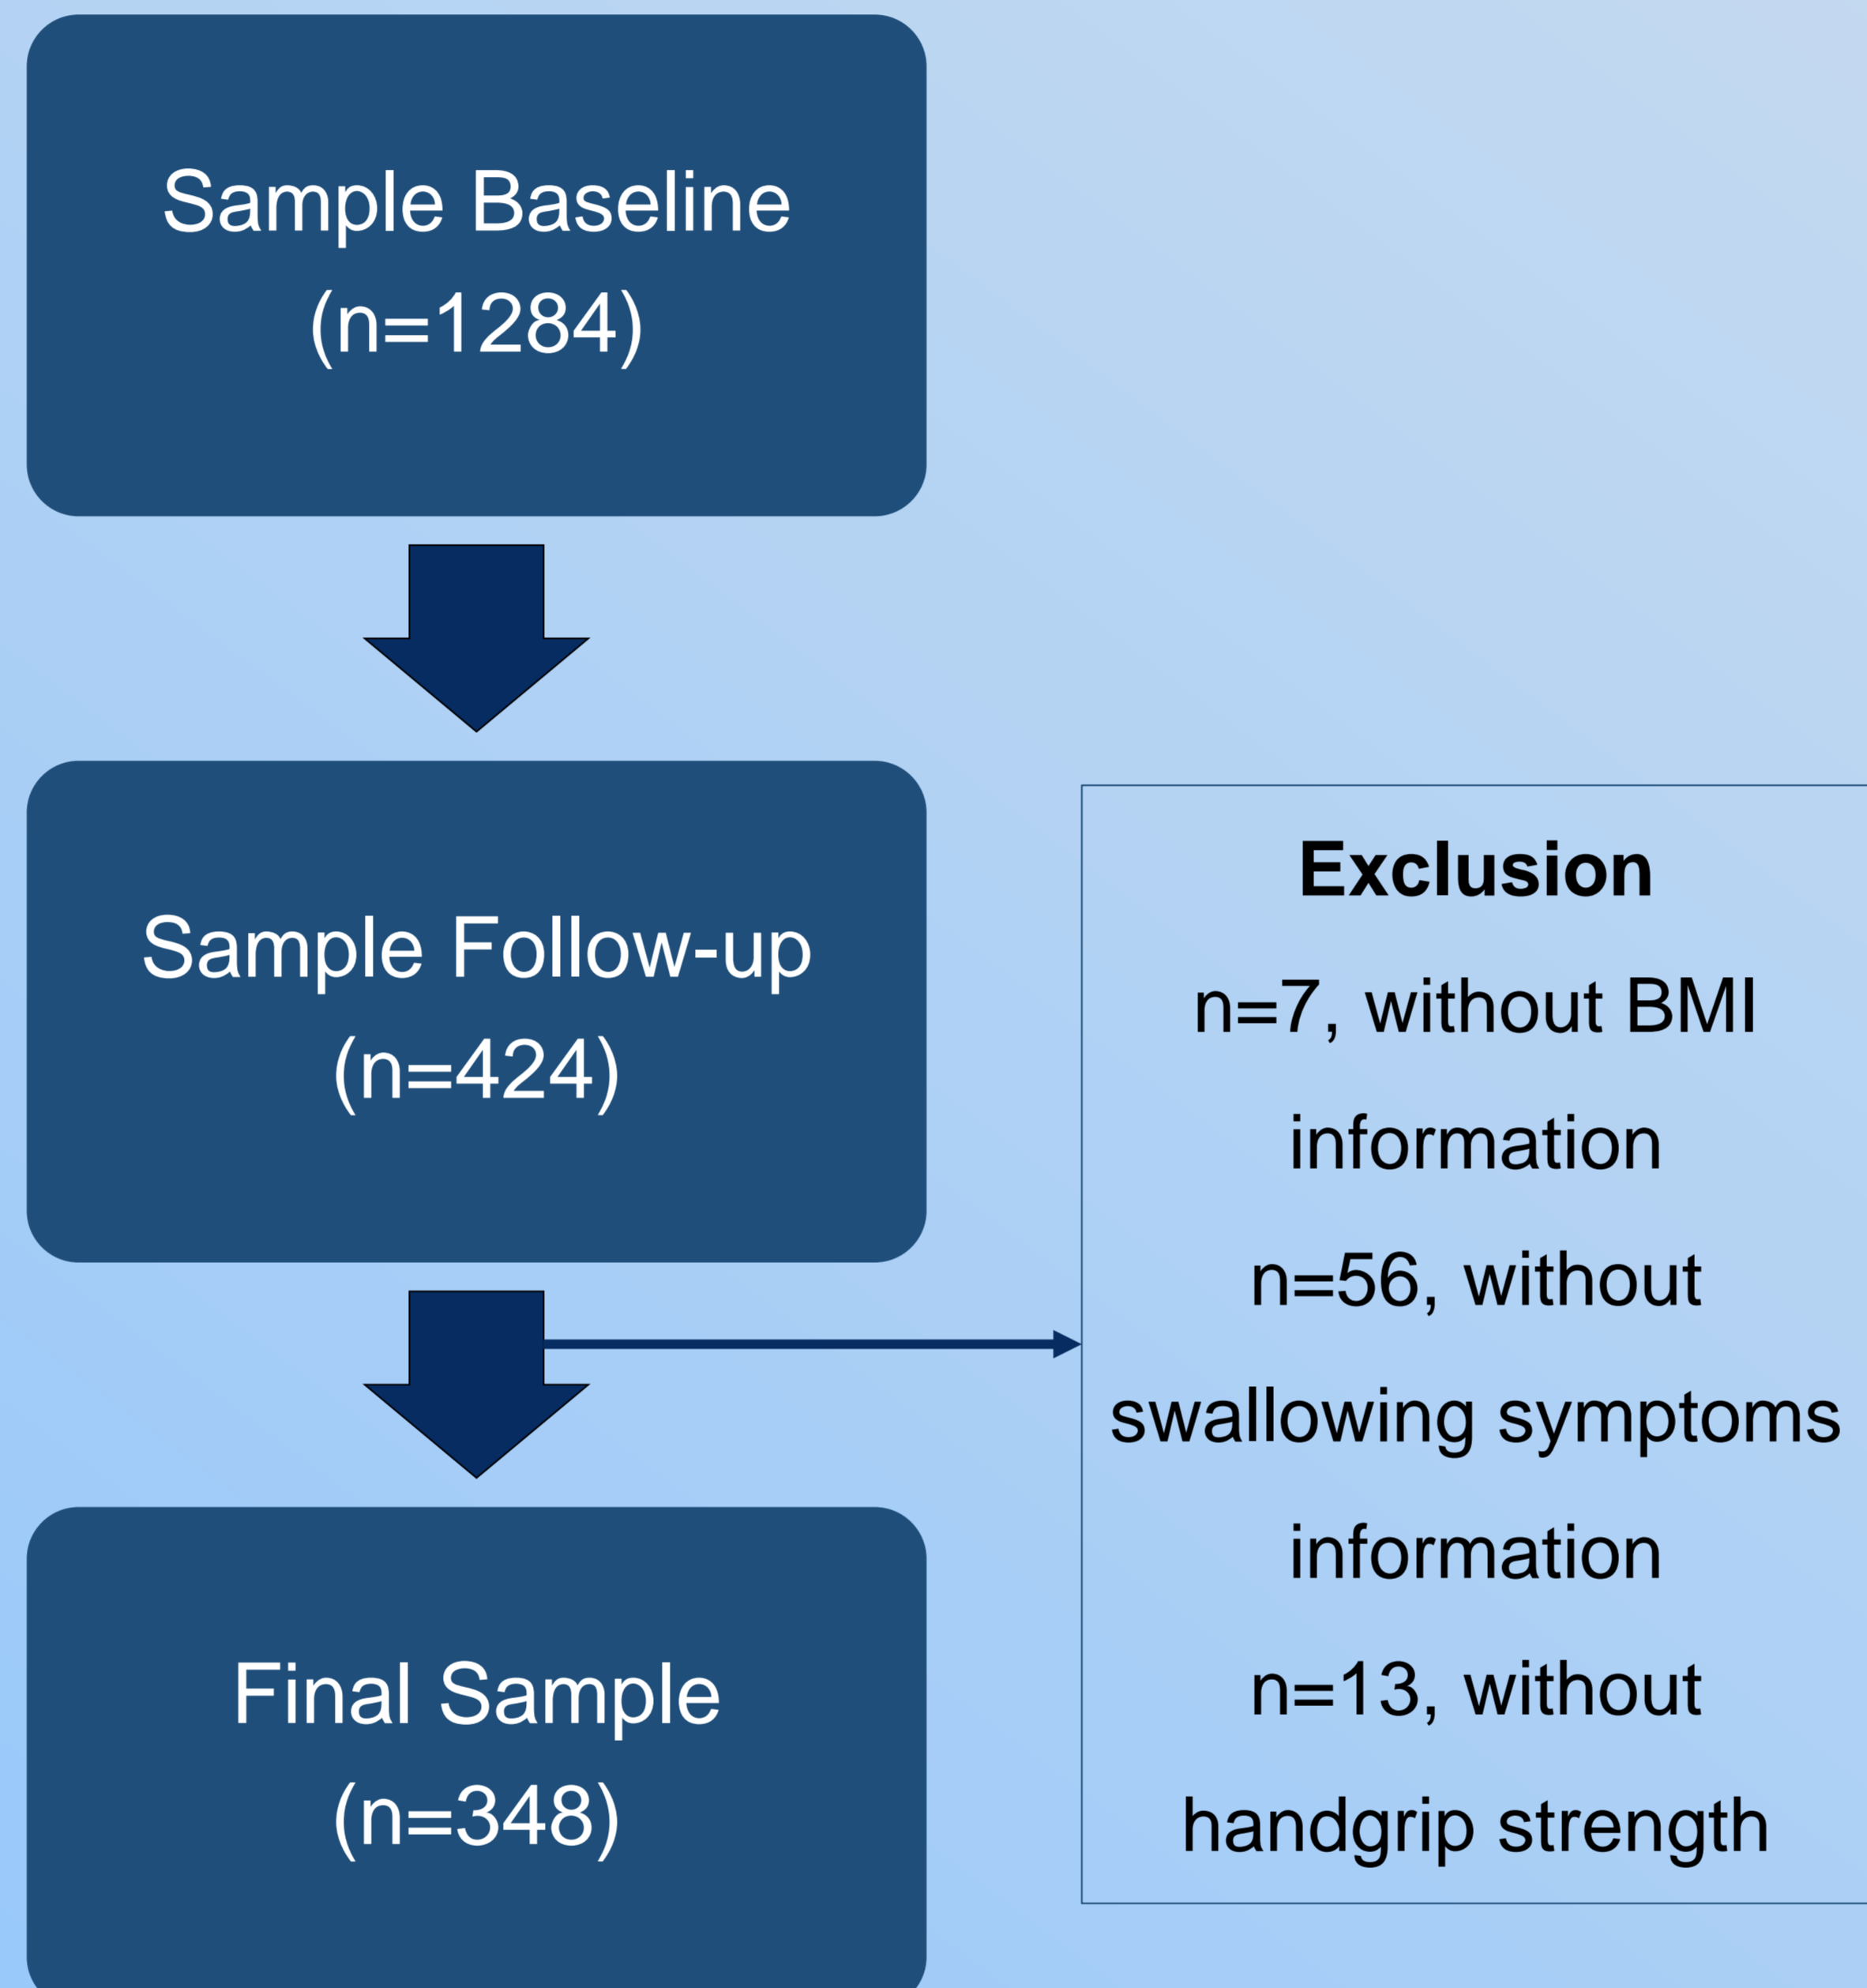 Sample Baseline
(n=1284)
Sample Follow-up
(n=424)
Exclusion
n=7, without BMI
information
n=56, without
swallowing symptoms
information
n=13, without
handgrip strength
Final Sample
(n=348)